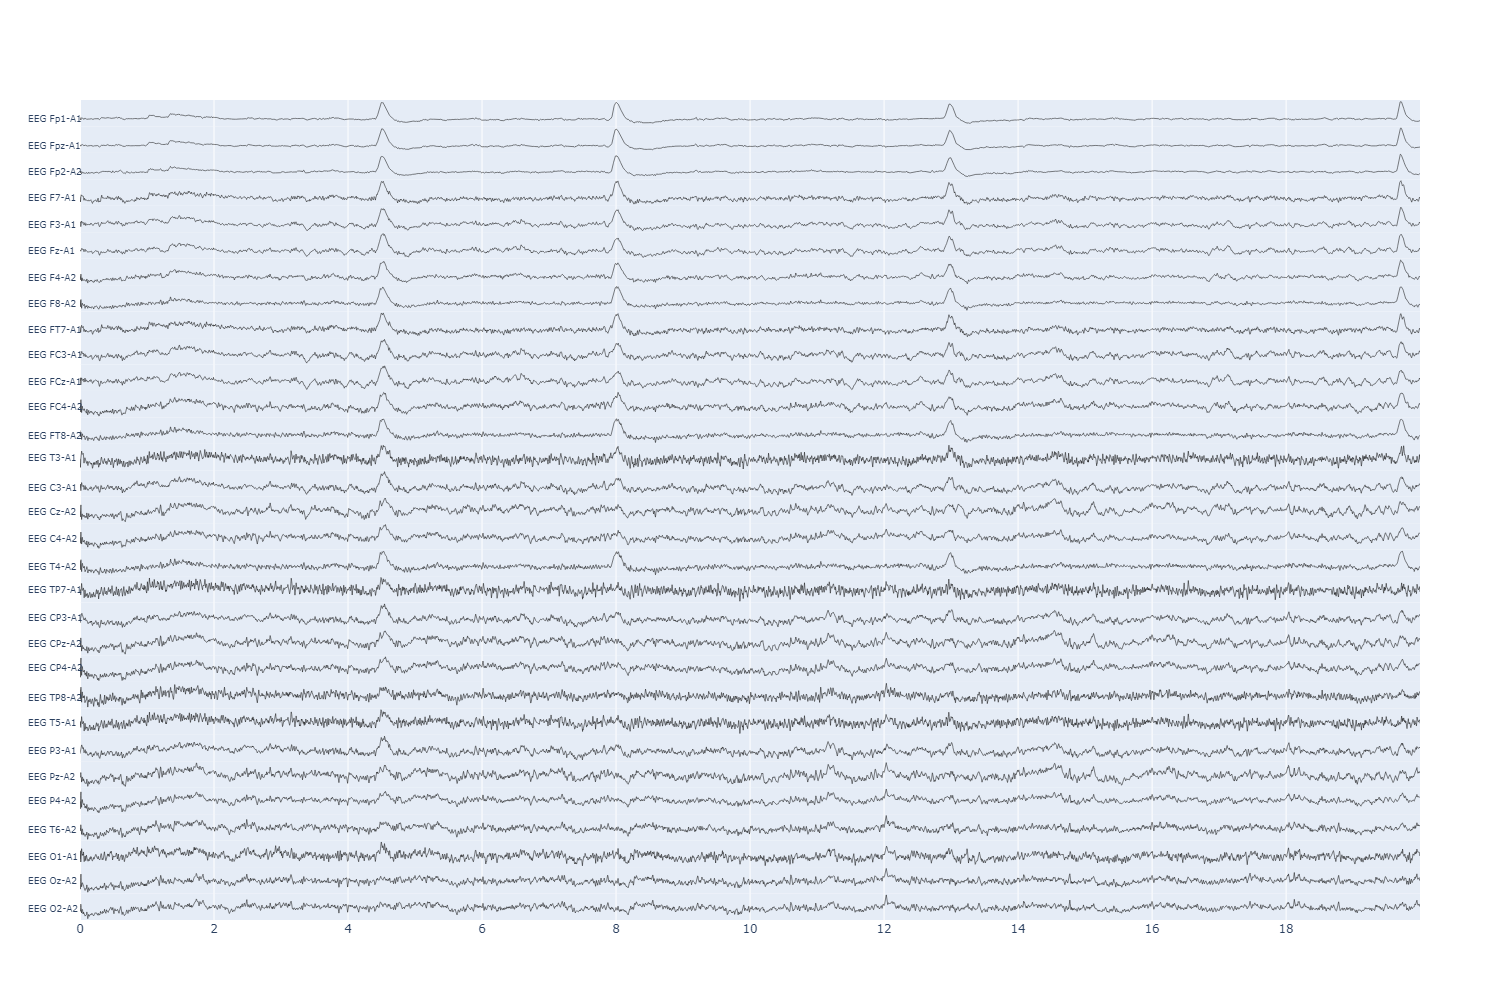 EEG Fp1-A1
EEG Fpz-A1
EEG Fp2-A2
EEG F7-A1
EEG F3-A1
EEG Fz-A1
EEG F4-A2
EEG F8-A2
EEG FT7-A1
EEG FC3-A1
EEG FCz-A1
EEG FC4-A2
EEG FT8-A2
EEG T3-A1
EEG C3-A1
EEG Cz-A2
EEG C4-A2
EEG T4-A2
EEG TP7-A1
EEG CP3-A1
EEG CPz-A2
EEG CP4-A2
EEG TP8-A2
EEG T5-A1
EEG P3-A1
EEG Pz-A2
EEG P4-A2
EEG T6-A2
EEG O1-A1
EEG Oz-A2
EEG O2-A2
0 2 4 6 8 10 12 14 16 18